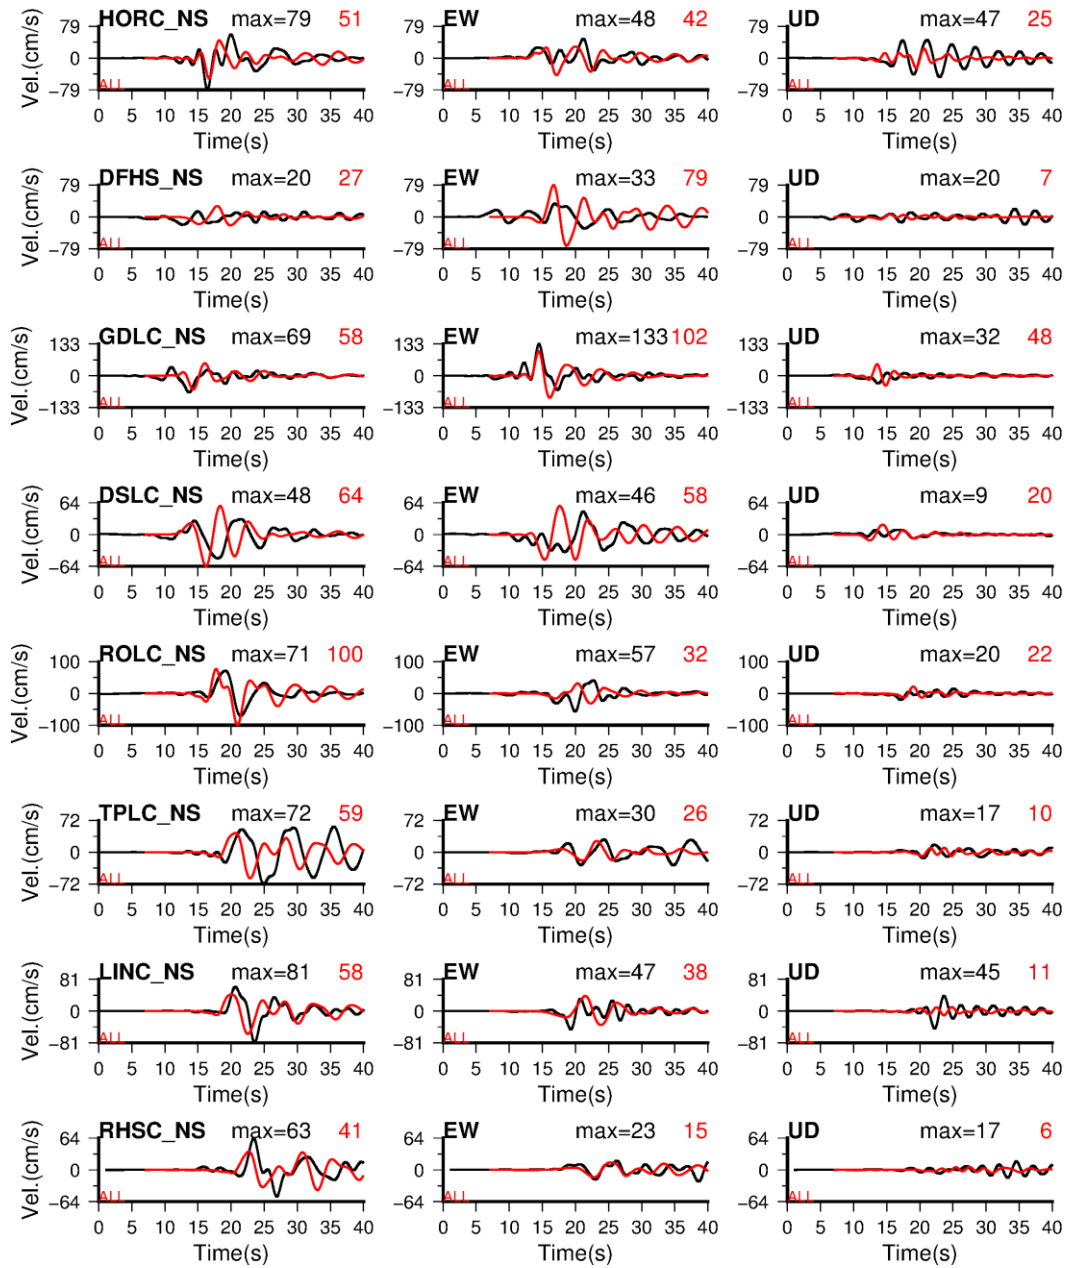 HORC_NS max=79 51 EW max=48 42 UD max=47 25
79
0
-79
Vel.(cm/s)
ALL ALL ALL
0 5 10 15 20 25 30 35 40 0 5 10 15 20 25 30 35 40 0 5 10 15 20 25 30 35 40
Time(s) Time(s) Time(s)
DFHS_NS max=20 27 EW max=33 79 UD max=20 7
79 79 79
0 0 0
-79 -79 -79
Vel.(cm/s)
ALL ALL ALL
0 5 10 15 20 25 30 35 40 0 5 10 15 20 25 30 35 40 0 5 10 15 20 25 30 35 40
Time(s) Time(s) Time(s)
GDLC_NS max=69 58 EW max=133 102 UD max=32 48
133 133 133
0 0 0
-133 -133 -133
Vel.(cm/s)
ALL ALL ALL
0 5 10 15 20 25 30 35 40 0 5 10 15 20 25 30 35 40 0 5 10 15 20 25 30 35 40
Time(s) Time(s) Time(s)
DSLC_NS max=48 64 EW max=46 58 UD max=9 20
64 64 64
0 0 0
-64 -64 -64
Vel.(cm/s)
ALL ALL ALL
0 5 10 15 20 25 30 35 40 0 5 10 15 20 25 30 35 40 0 5 10 15 20 25 30 35 40
Time(s) Time(s) Time(s)
ROLC_NS max=71 100 EW max=57 32 UD max=20 22
100 100 100
0 0 0
-100 -100 -100
Vel.(cm/s)
ALL ALL ALL
0 5 10 15 20 25 30 35 40 0 5 10 15 20 25 30 35 40 0 5 10 15 20 25 30 35 40
Time(s) Time(s) Time(s)
TPLC_NS max=72 59 EW max=30 26 UD max=17 10
72 72 72
0 0 0
-72 -72 -72
Vel.(cm/s)
ALL ALL ALL
0 5 10 15 20 25 30 35 40 0 5 10 15 20 25 30 35 40 0 5 10 15 20 25 30 35 40
Time(s) Time(s) Time(s)
LINC_NS max=81 58 EW max=47 38 UD max=45 11
81 81 81
0 0 0
-81 -81 -81
Vel.(cm/s)
ALL ALL ALL
0 5 10 15 20 25 30 35 40 0 5 10 15 20 25 30 35 40 0 5 10 15 20 25 30 35 40
Time(s) Time(s) Time(s)
RHSC_NS max=63 41 EW max=23 15 UD max=17 6
64 64 64
0 0 0
-64 -64 -64
Vel.(cm/s)
ALL ALL ALL
0 5 10 15 20 25 30 35 40 0 5 10 15 20 25 30 35 40 0 5 10 15 20 25 30 35 40
Time(s) Time(s) Time(s)